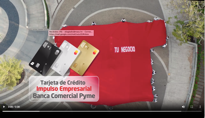 TU NEGOCIO
Tarjeta de Crédito
Impulso Empresarial
Banca Comercial Pyme